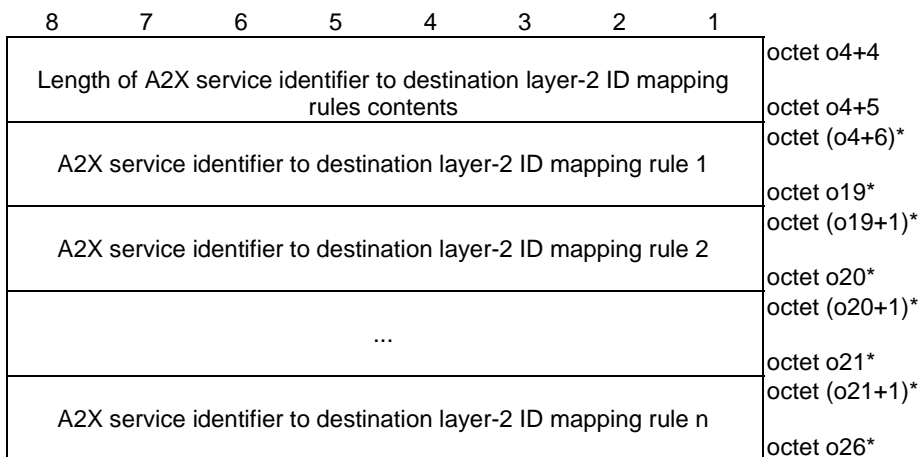 8 7 6 5 4 3 2 1
octet o4+4
Length of A2X service identifier to destination layer-2 ID mapping
rules contents
octet o4+5
octet (o4+6)*
A2X service identifier to destination layer-2 ID mapping rule 1
octet o19*
octet (o19+1)*
A2X service identifier to destination layer-2 ID mapping rule 2
octet o20*
octet (o20+1)*
...
octet o21*
octet (o21+1)*
A2X service identifier to destination layer-2 ID mapping rule n
octet o26*